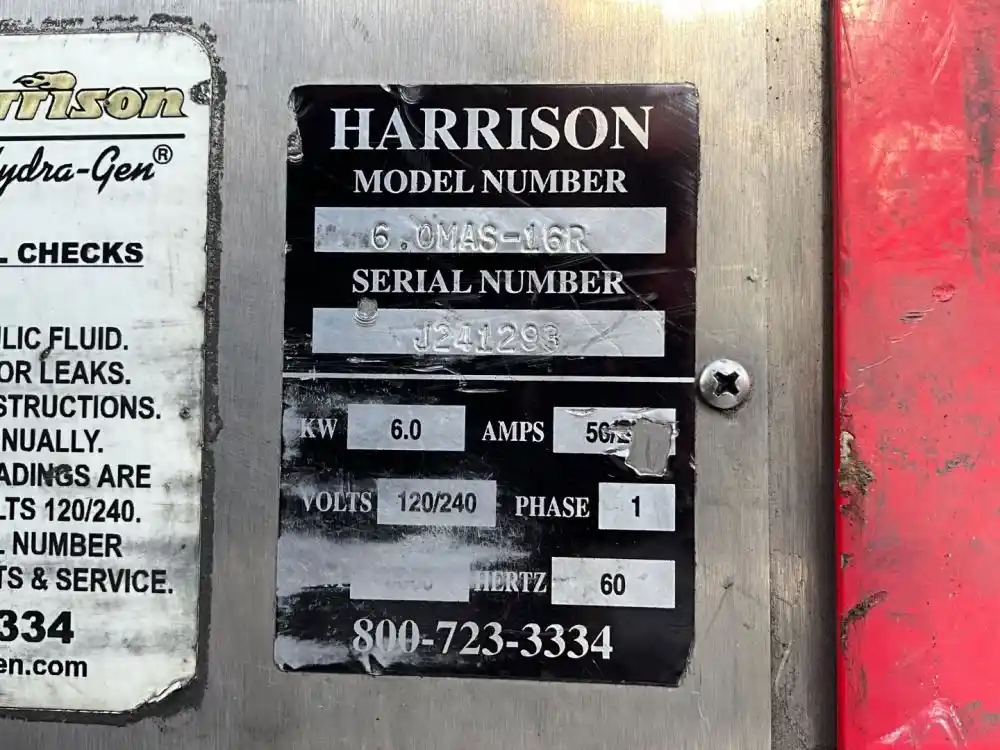 rrison
ydra-Gen®
L CHECKS
LIC FLUID.
OR LEAKS.
STRUCTIONS.
NUALLY.
ADINGS ARE
LTS 120/240.
L NUMBER
TS & SERVICE.
334
en.com
HARRISON
MODEL NUMBER
6.0MAS-16R
SERIAL NUMBER
J241293
KW 6.0 AMPS
VOLTS 120/240 PHASE 1
HERTZ 60
800-723-3334